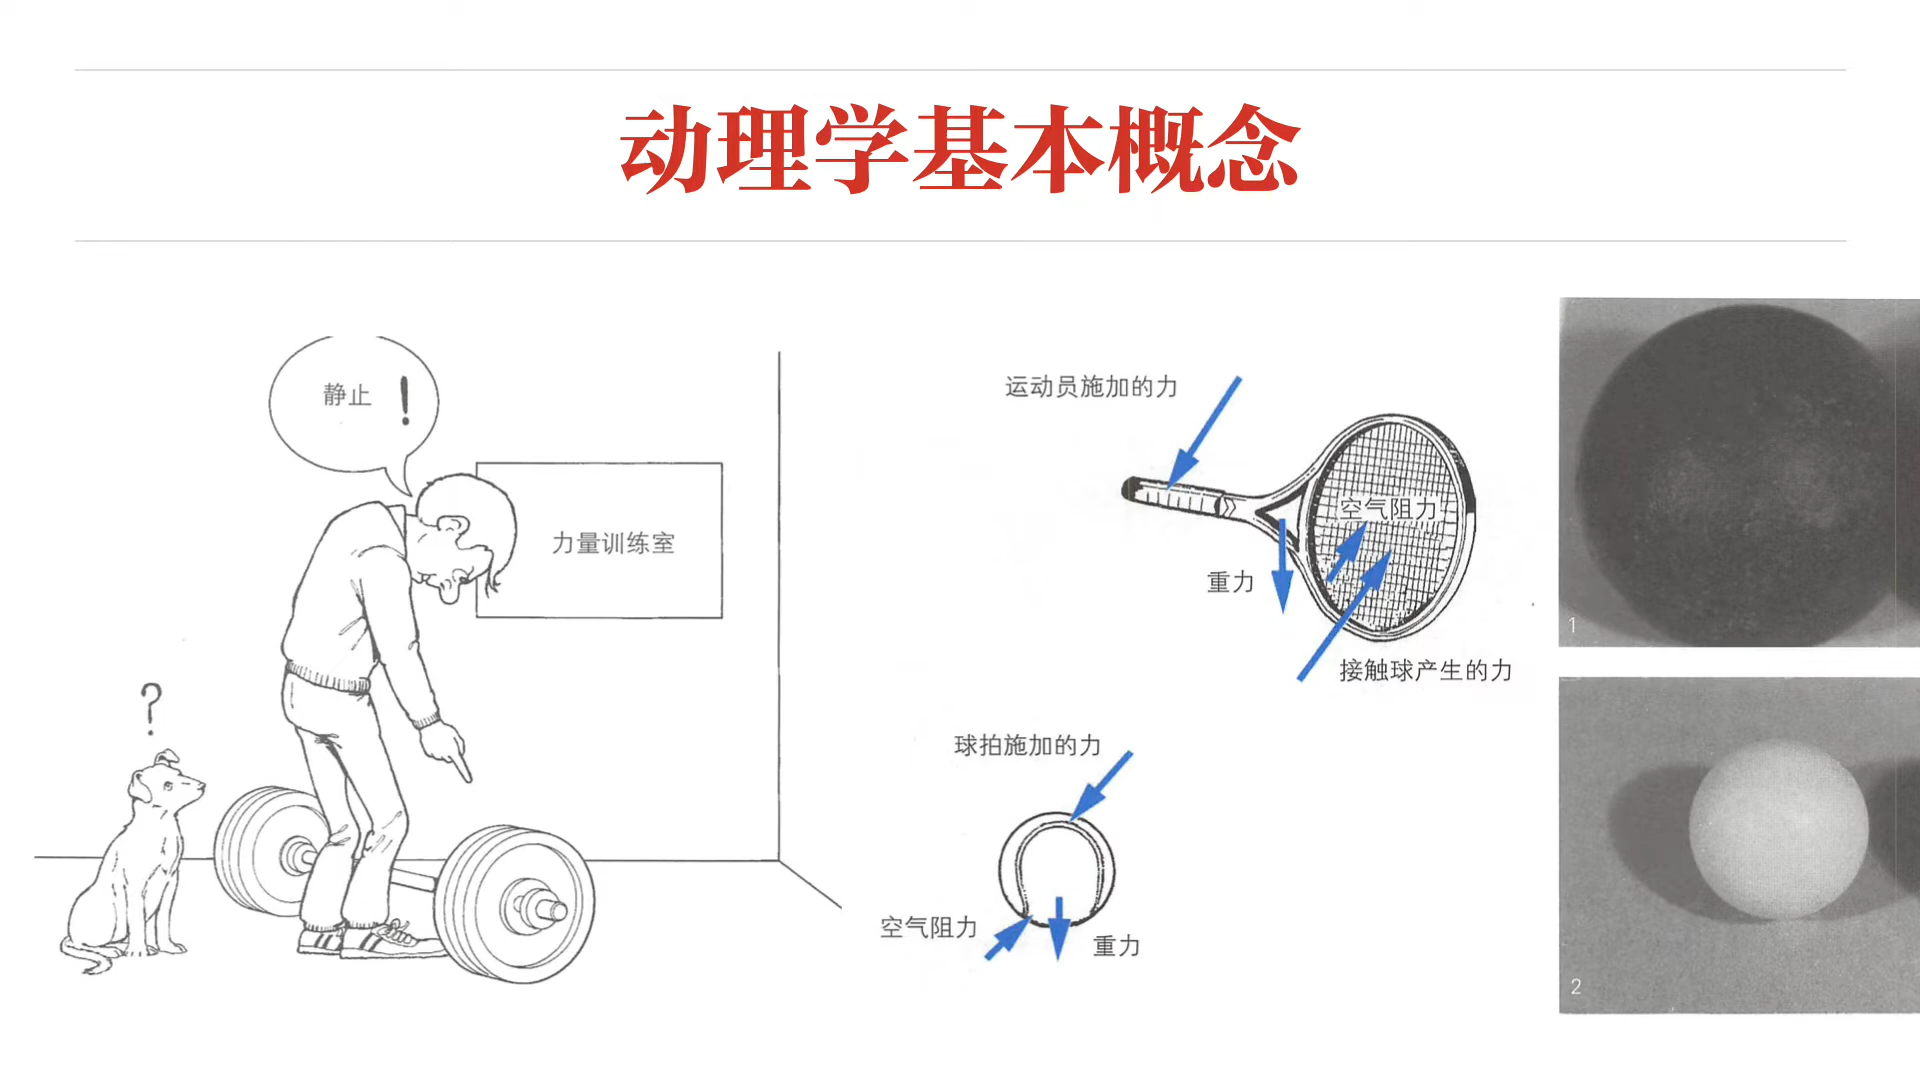 动理学基本概念
静止！
力量训练室
?
运动员施加的力
空气阻力
重力
接触球产生的力
球拍施加的力
空气阻力
重力
1
2